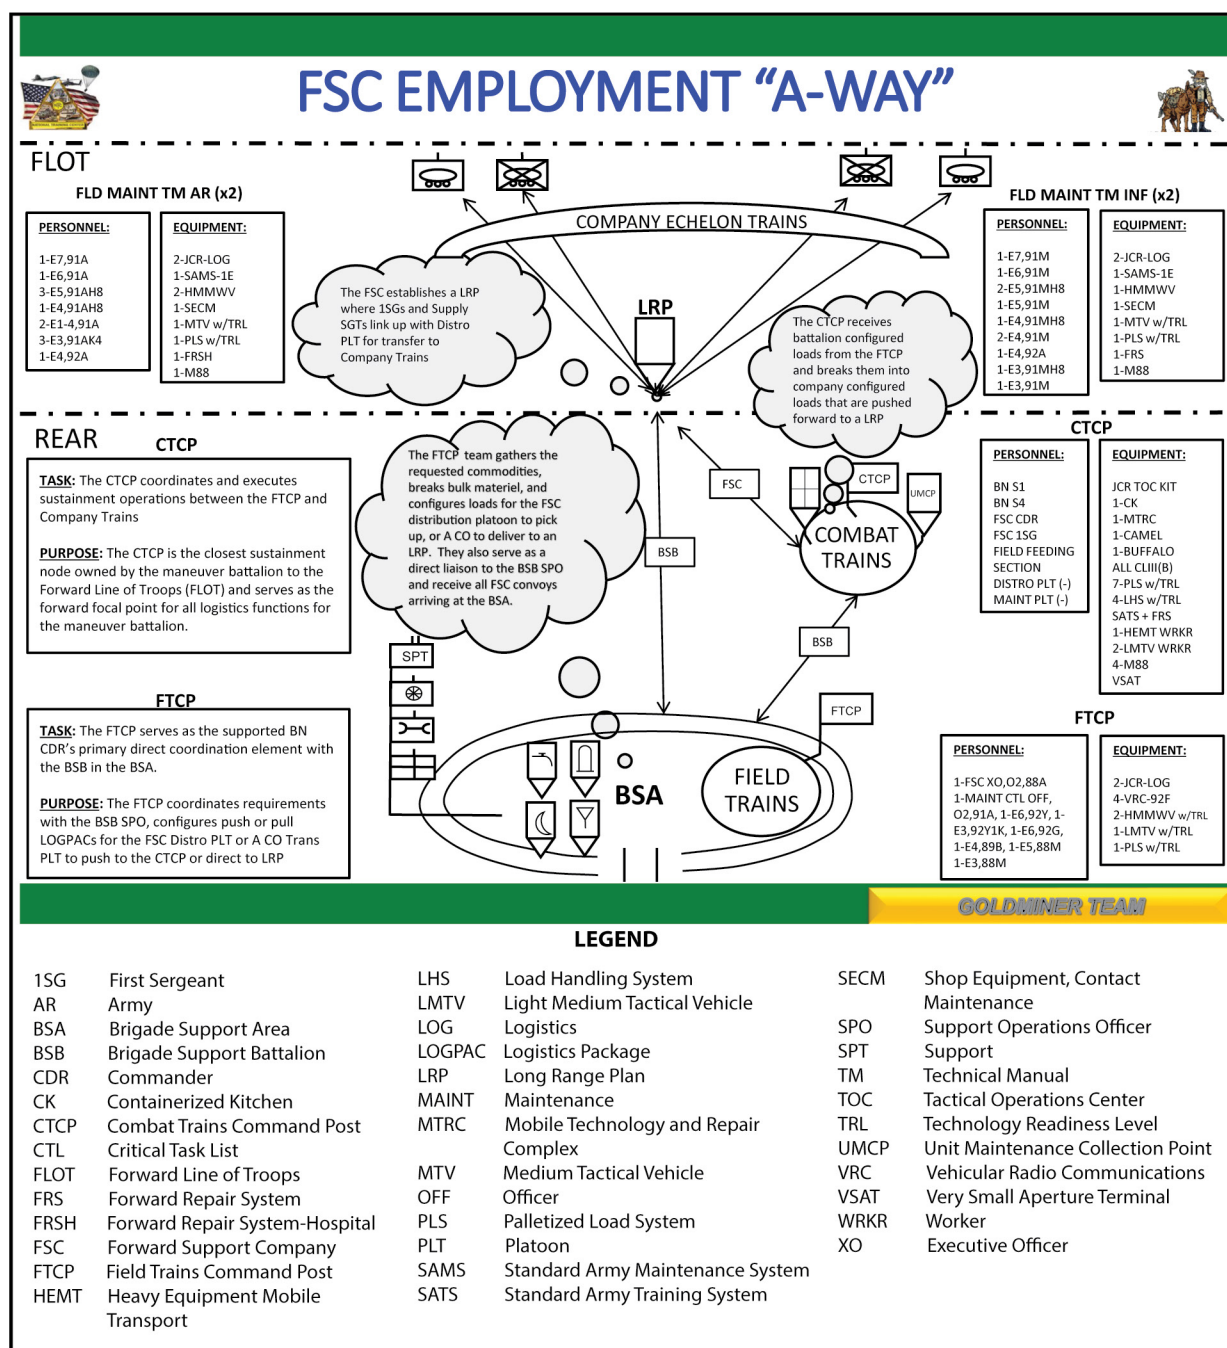 FSC EMPLOYMENT “A-WAY”
FLOT
FLD MAINT TM AR (x2)
PERSONNEL:
1-E7,91A
1-E6,91A
3-E5,91AH8
1-E4,91AH8
2-E1-4,91A
3-E3,91AK4
1-E4,92A
EQUIPMENT:
2-JCR-LOG
1-SAMS-1E
2-HMMWV
1-SECM
1-MTV w/TRL
1-PLS w/TRL
1-FRSH
1-M88
COMPANY ECHELON TRAINS
The FSC establishes a LRP
where 1SGs and Supply
SGTs link up with Distro
PLT for transfer to
Company Trains
LRP
The CTCP receives
battalion configured
loads from the FTCP
and breaks them into
company configured
loads that are pushed
forward to a LRP
FLD MAINT TM INF (x2)
PERSONNEL:
1-E7,91M
1-E6,91M
2-E5,91MH8
1-E5,91M
1-E4,91MH8
2-E4,91M
1-E4,92A
1-E3,91MH8
1-E3,91M
EQUIPMENT:
2-JCR-LOG
1-SAMS-1E
1-HMMWV
1-SECM
1-MTV w/TRL
1-PLS w/TRL
1-FRS
1-M88
REAR
CTCP
TASK: The CTCP coordinates and executes
sustainment operations between the FTCP and
Company Trains
PURPOSE: The CTCP is the closest sustainment
node owned by the maneuver battalion to the
Forward Line of Troops (FLOT) and serves as the
forward focal point for all logistics functions for
the maneuver battalion.
The FTCP team gathers the
requested commodities,
breaks bulk materiel, and
configures loads for the FSC
distribution platoon to pick
up, or A CO to deliver to an
LRP. They also serve as a
direct liaison to the BSB SPO
and receive all FSC convoys
arriving at the BSA.
FSC
BSB
BSB
CTCP
UMCP
COMBAT
TRAINS
CTCP
PERSONNEL:
BN S1
BN S4
FSC CDR
FSC 1SG
FIELD FEEDING
SECTION
DISTRO PLT (-)
MAINT PLT (-)
EQUIPMENT:
JCR TOC KIT
1-CK
1-MTRC
1-CAMEL
1-BUFFALO
ALL CLIII(B)
7-PLS w/TRL
4-LHS w/TRL
SATS + FRS
1-HEMT WRKR
2-LMTV WRKR
4-M88
VSAT
FTCP
TASK: The FTCP serves as the supported BN
CDR’s primary direct coordination element with
the BSB in the BSA.
PURPOSE: The FTCP coordinates requirements
with the BSB SPO, configures push or pull
LOGPACs for the FSC Distro PLT or A CO Trans
PLT to push to the CTCP or direct to LRP
SPT
BSA
FTCP
FIELD
TRAINS
FTCP
PERSONNEL:
1-FSC XO,O2,88A
1-MAINT CTL OFF,
O2,91A, 1-E6,92Y, 1-
E3,92Y1K, 1-E6,92G,
1-E4,89B, 1-E5,88M
1-E3,88M
EQUIPMENT:
2-JCR-LOG
4-VRC-92F
2-HMMWV w/TRL
1-LMTV w/TRL
1-PLS w/TRL
GOLDMINER TEAM
LEGEND
1SG First Sergeant
AR Army
BSA Brigade Support Area
BSB Brigade Support Battalion
CDR Commander
CK Containerized Kitchen
CTCP Combat Trains Command Post
CTL Critical Task List
FLOT Forward Line of Troops
FRS Forward Repair System
FRSH Forward Repair System-Hospital
FSC Forward Support Company
FTCP Field Trains Command Post
HEMT Heavy Equipment Mobile
Transport
LHS Load Handling System
LMTV Light Medium Tactical Vehicle
LOG Logistics
LOGPAC Logistics Package
LRP Long Range Plan
MAINT Maintenance
MTRC Mobile Technology and Repair
Complex
MTV Medium Tactical Vehicle
OFF Officer
PLS Palletized Load System
PLT Platoon
SAMS Standard Army Maintenance System
SATS Standard Army Training System
SECM Shop Equipment, Contact
Maintenance
SPO Support Operations Officer
SPT Support
TM Technical Manual
TOC Tactical Operations Center
TRL Technology Readiness Level
UMCP Unit Maintenance Collection Point
VRC Vehicular Radio Communications
VSAT Very Small Aperture Terminal
WRKR Worker
XO Executive Officer